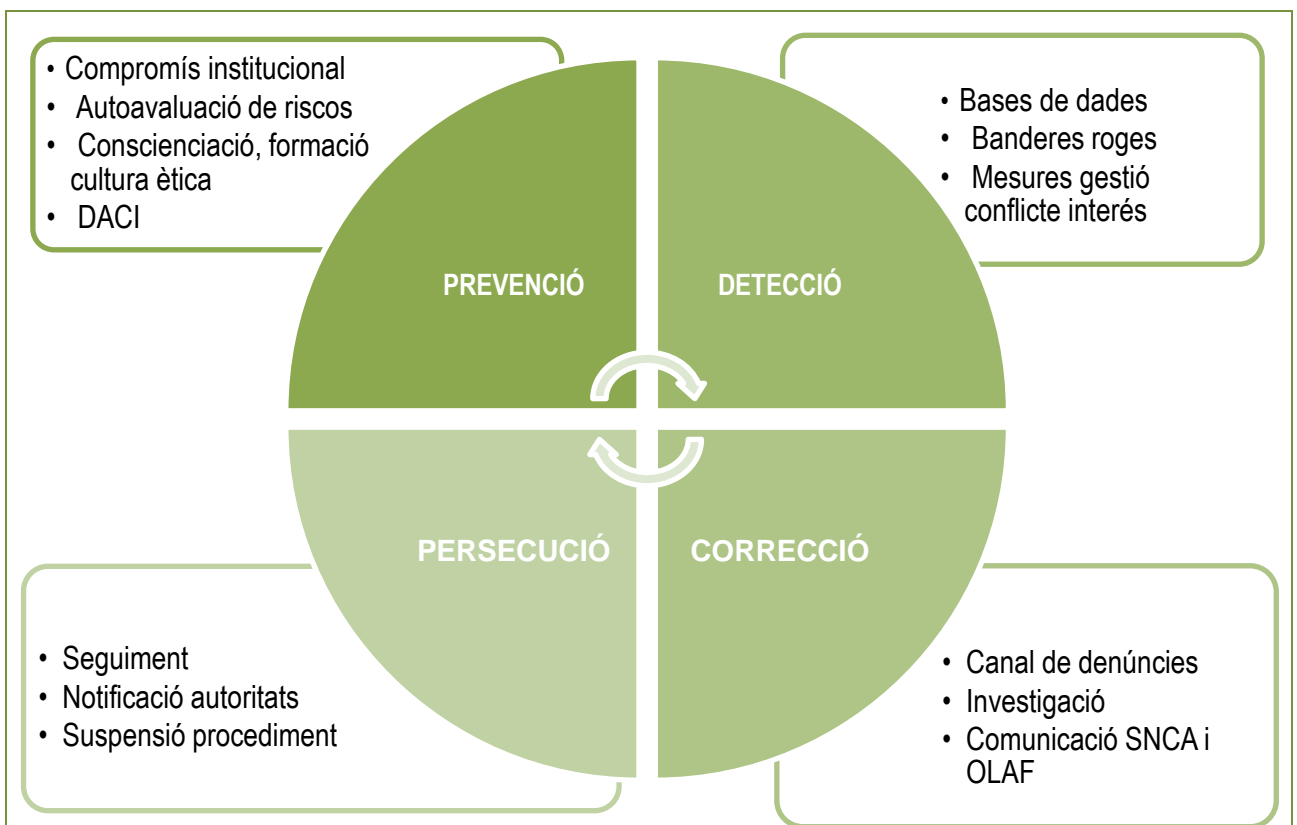 • Compromís institucional
• Autoavaluació de riscos
• Conscienciació, formació
cultura ètica
• DACI
• Bases de dades
• Banderes roges
• Mesures gestió
conflicte interés
PREVENCIÓ
DETECCIÓ
PERSECUCIÓ
CORRECCIÓ
• Seguiment
• Notificació autoritats
• Suspensió procediment
• Canal de denúncies
• Investigació
• Comunicació SNCA i
OLAF